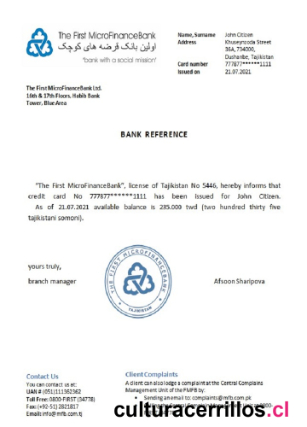 The First MicroFinanceBank
اولین بانک قرضه های کوچک
"bank with a social mission"
Name, Surname John Citizen
Address Khuseynzoda Street
36A, 734000,
Dushanbe, Tajikistan
Card number 777877******1111
Issued on 21.07.2021
The First MicroFinanceBank Ltd.
16th & 17th Floors, Habib Bank
Tower, Blue Area
BANK REFERENCE
"The First MicroFinanceBank", license of Tajikistan No 5446, hereby informs that
credit card No 777877******1111 has been issued for John Citizen.
As of 21.07.2021 available balance is 235.000 twd (two hundred thirty five
tajikistani somoni).
yours truly,
branch manager
THE FIRST MICROFINANCEBANK
TAJIKISTAN
Afsoon Sharipova
Contact Us
You can contact us at:
UAN # (051)111362362
Toll Free: 0800-FIRST (34778)
Fax: (+92-51) 2821817
Email us: info@mfb.com.tj
Client Complaints
A client can also lodge a complaint at the Central Complaints
Management Unit of the FMFB by:
• Sending an email to: complaints@mfb.com.pk
culturacerrillos.cl